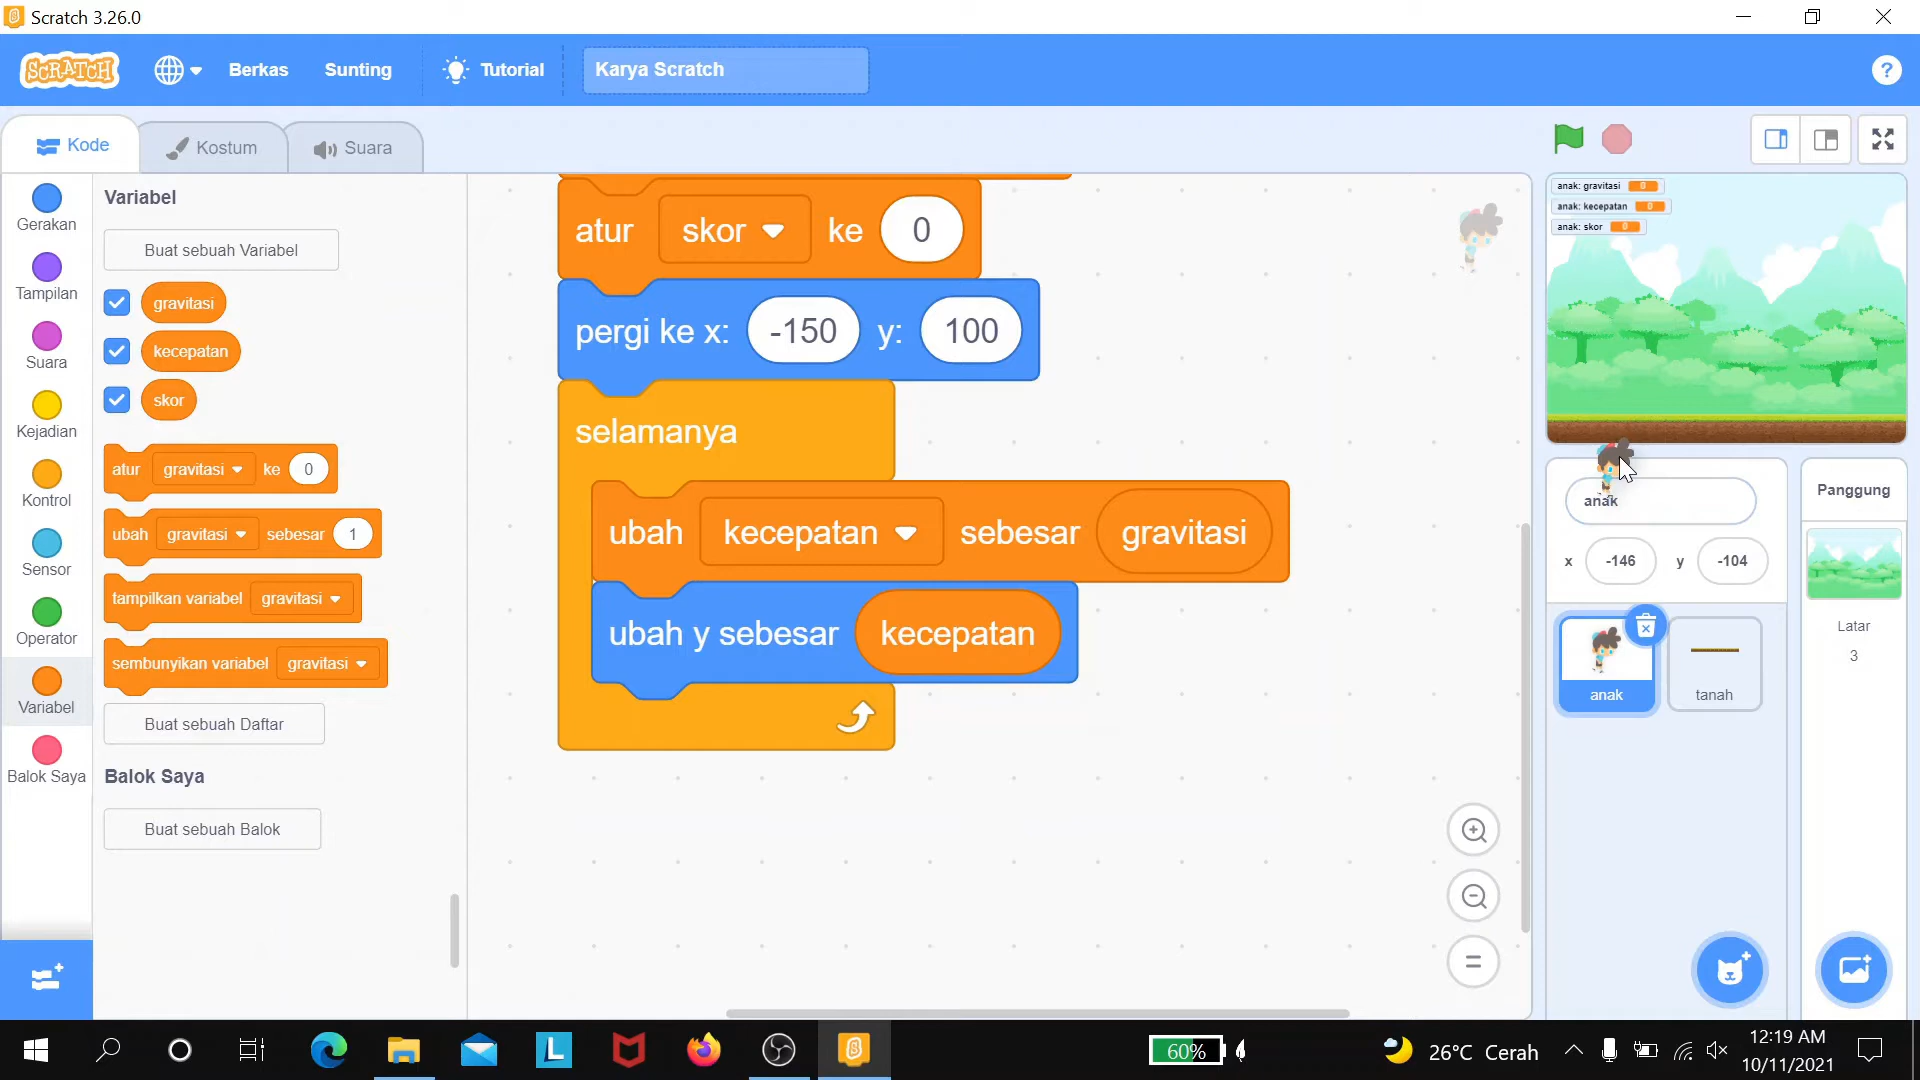 Scratch 3.26.0
SCRATCH
Berkas
Sunting
Tutorial
Karya Scratch
?
Kode
Kostum
Suara
Gerakan
Tampilan
Suara
Kejadian
Kontrol
Sensor
Operator
Variabel
Balok Saya
Variabel
Buat sebuah Variabel
gravitasi
kecepatan
skor
atur gravitasi ke 0
ubah gravitasi sebesar 1
tampilkan variabel gravitasi
sembunyikan variabel gravitasi
Buat sebuah Daftar
Balok Saya
Buat sebuah Balok
atur skor ke 0
pergi ke x: -150 y: 100
selamanya
ubah kecepatan sebesar gravitasi
ubah y sebesar kecepatan
anak: gravitasi 0
anak: kecepatan 0
anak: skor 0
anak
x -146 y -104
anak
tanah
Panggung
Latar
3
60%
26°C Cerah
12:19 AM
10/11/2021